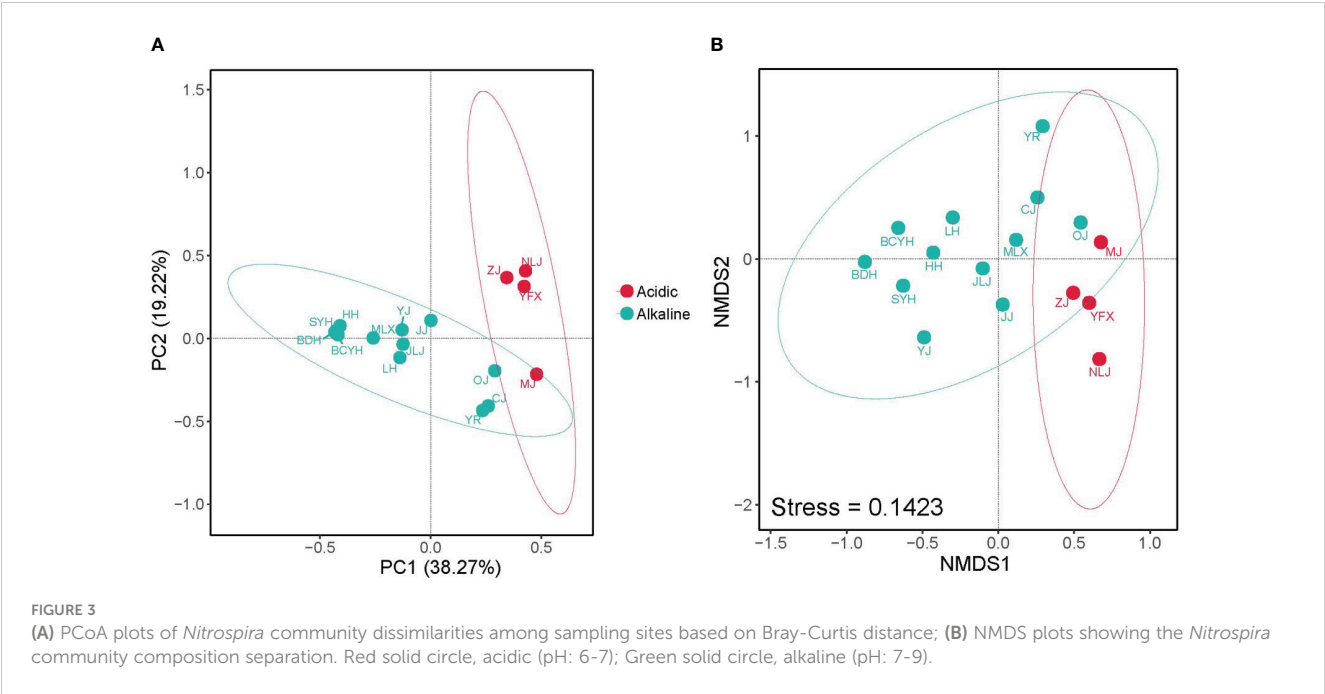 A
B
1.5
1.0
0.5
0.0
−0.5
−1.0
−0.5
0.0
0.5
PC2 (19.22%)
PC1 (38.27%)
ZJ
NLJ
YFX
HH
SYH
BDH
BCYH
MLX
YJ
JJ
JLJ
LH
OJ
MJ
CJ
YR
Acidic
Alkaline
1
0
−1
−2
−1.5
−1.0
−0.5
0.0
0.5
1.0
NMDS2
NMDS1
YR
CJ
OJ
MJ
LH
BCYH
MLX
HH
BDH
JLJ
SYH
ZJ
YFX
JJ
YJ
NLJ
Stress = 0.1423
FIGURE 3
(A) PCoA plots of Nitrospira community dissimilarities among sampling sites based on Bray-Curtis distance; (B) NMDS plots showing the Nitrospira
community composition separation. Red solid circle, acidic (pH: 6-7); Green solid circle, alkaline (pH: 7-9).